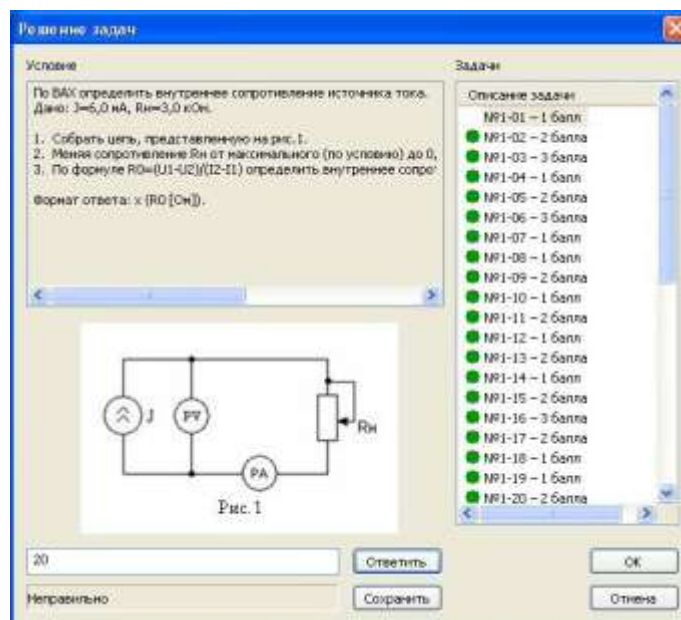 Решение задач
Условие
По ВАХ определить внутреннее сопротивление источника тока.
Дано: J=6,0 мА, Rн=3,0 кОм.
1. Собрать цепь, представленную на рис.1.
2. Меняя сопротивление Rн от максимального (по условию) до 0,
3. По формуле R0=(U1-U2)/(I2-I1) определить внутреннее сопро
Формат ответа: x (R0 [Ом]).
J
PV
Rн
PA
Рис.1
20
Ответить
Неправильно
Сохранить
Задачи
Описание задачи
№1-01 – 1 балл
№1-02 – 2 балла
№1-03 – 3 балла
№1-04 – 1 балл
№1-05 – 2 балла
№1-06 – 3 балла
№1-07 – 1 балл
№1-08 – 1 балл
№1-09 – 2 балла
№1-10 – 1 балл
№1-11 – 2 балла
№1-12 – 1 балл
№1-13 – 2 балла
№1-14 – 1 балл
№1-15 – 2 балла
№1-16 – 3 балла
№1-17 – 2 балла
№1-18 – 1 балл
№1-19 – 1 балл
№1-20 – 2 балла
OK
Отмена